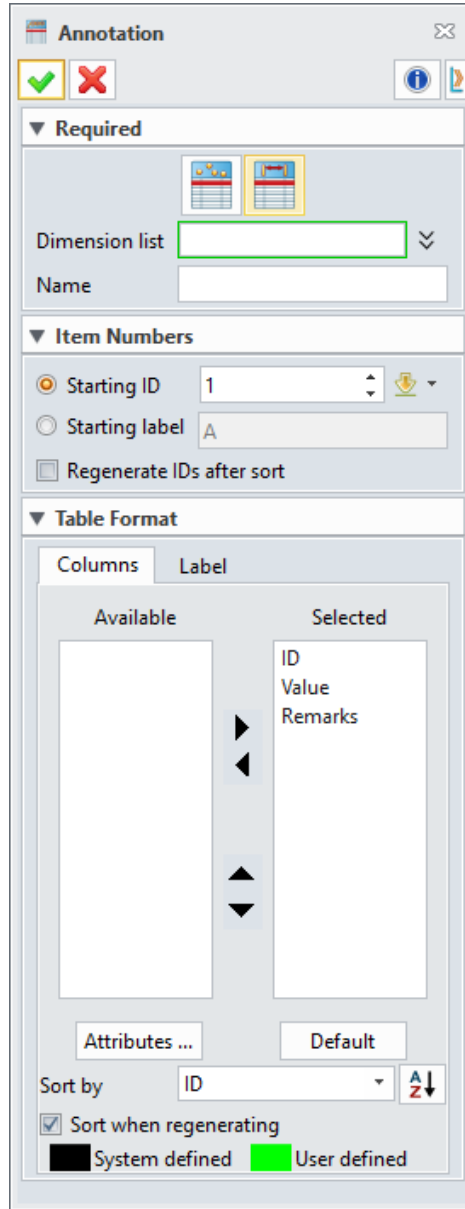 Annotation
Required
Dimension list
Name
Item Numbers
Starting ID 1
Starting label A
Regenerate IDs after sort
Table Format
Columns Label
Available Selected
ID
Value
Remarks
Attributes ... Default
Sort by ID
Sort when regenerating
System defined User defined